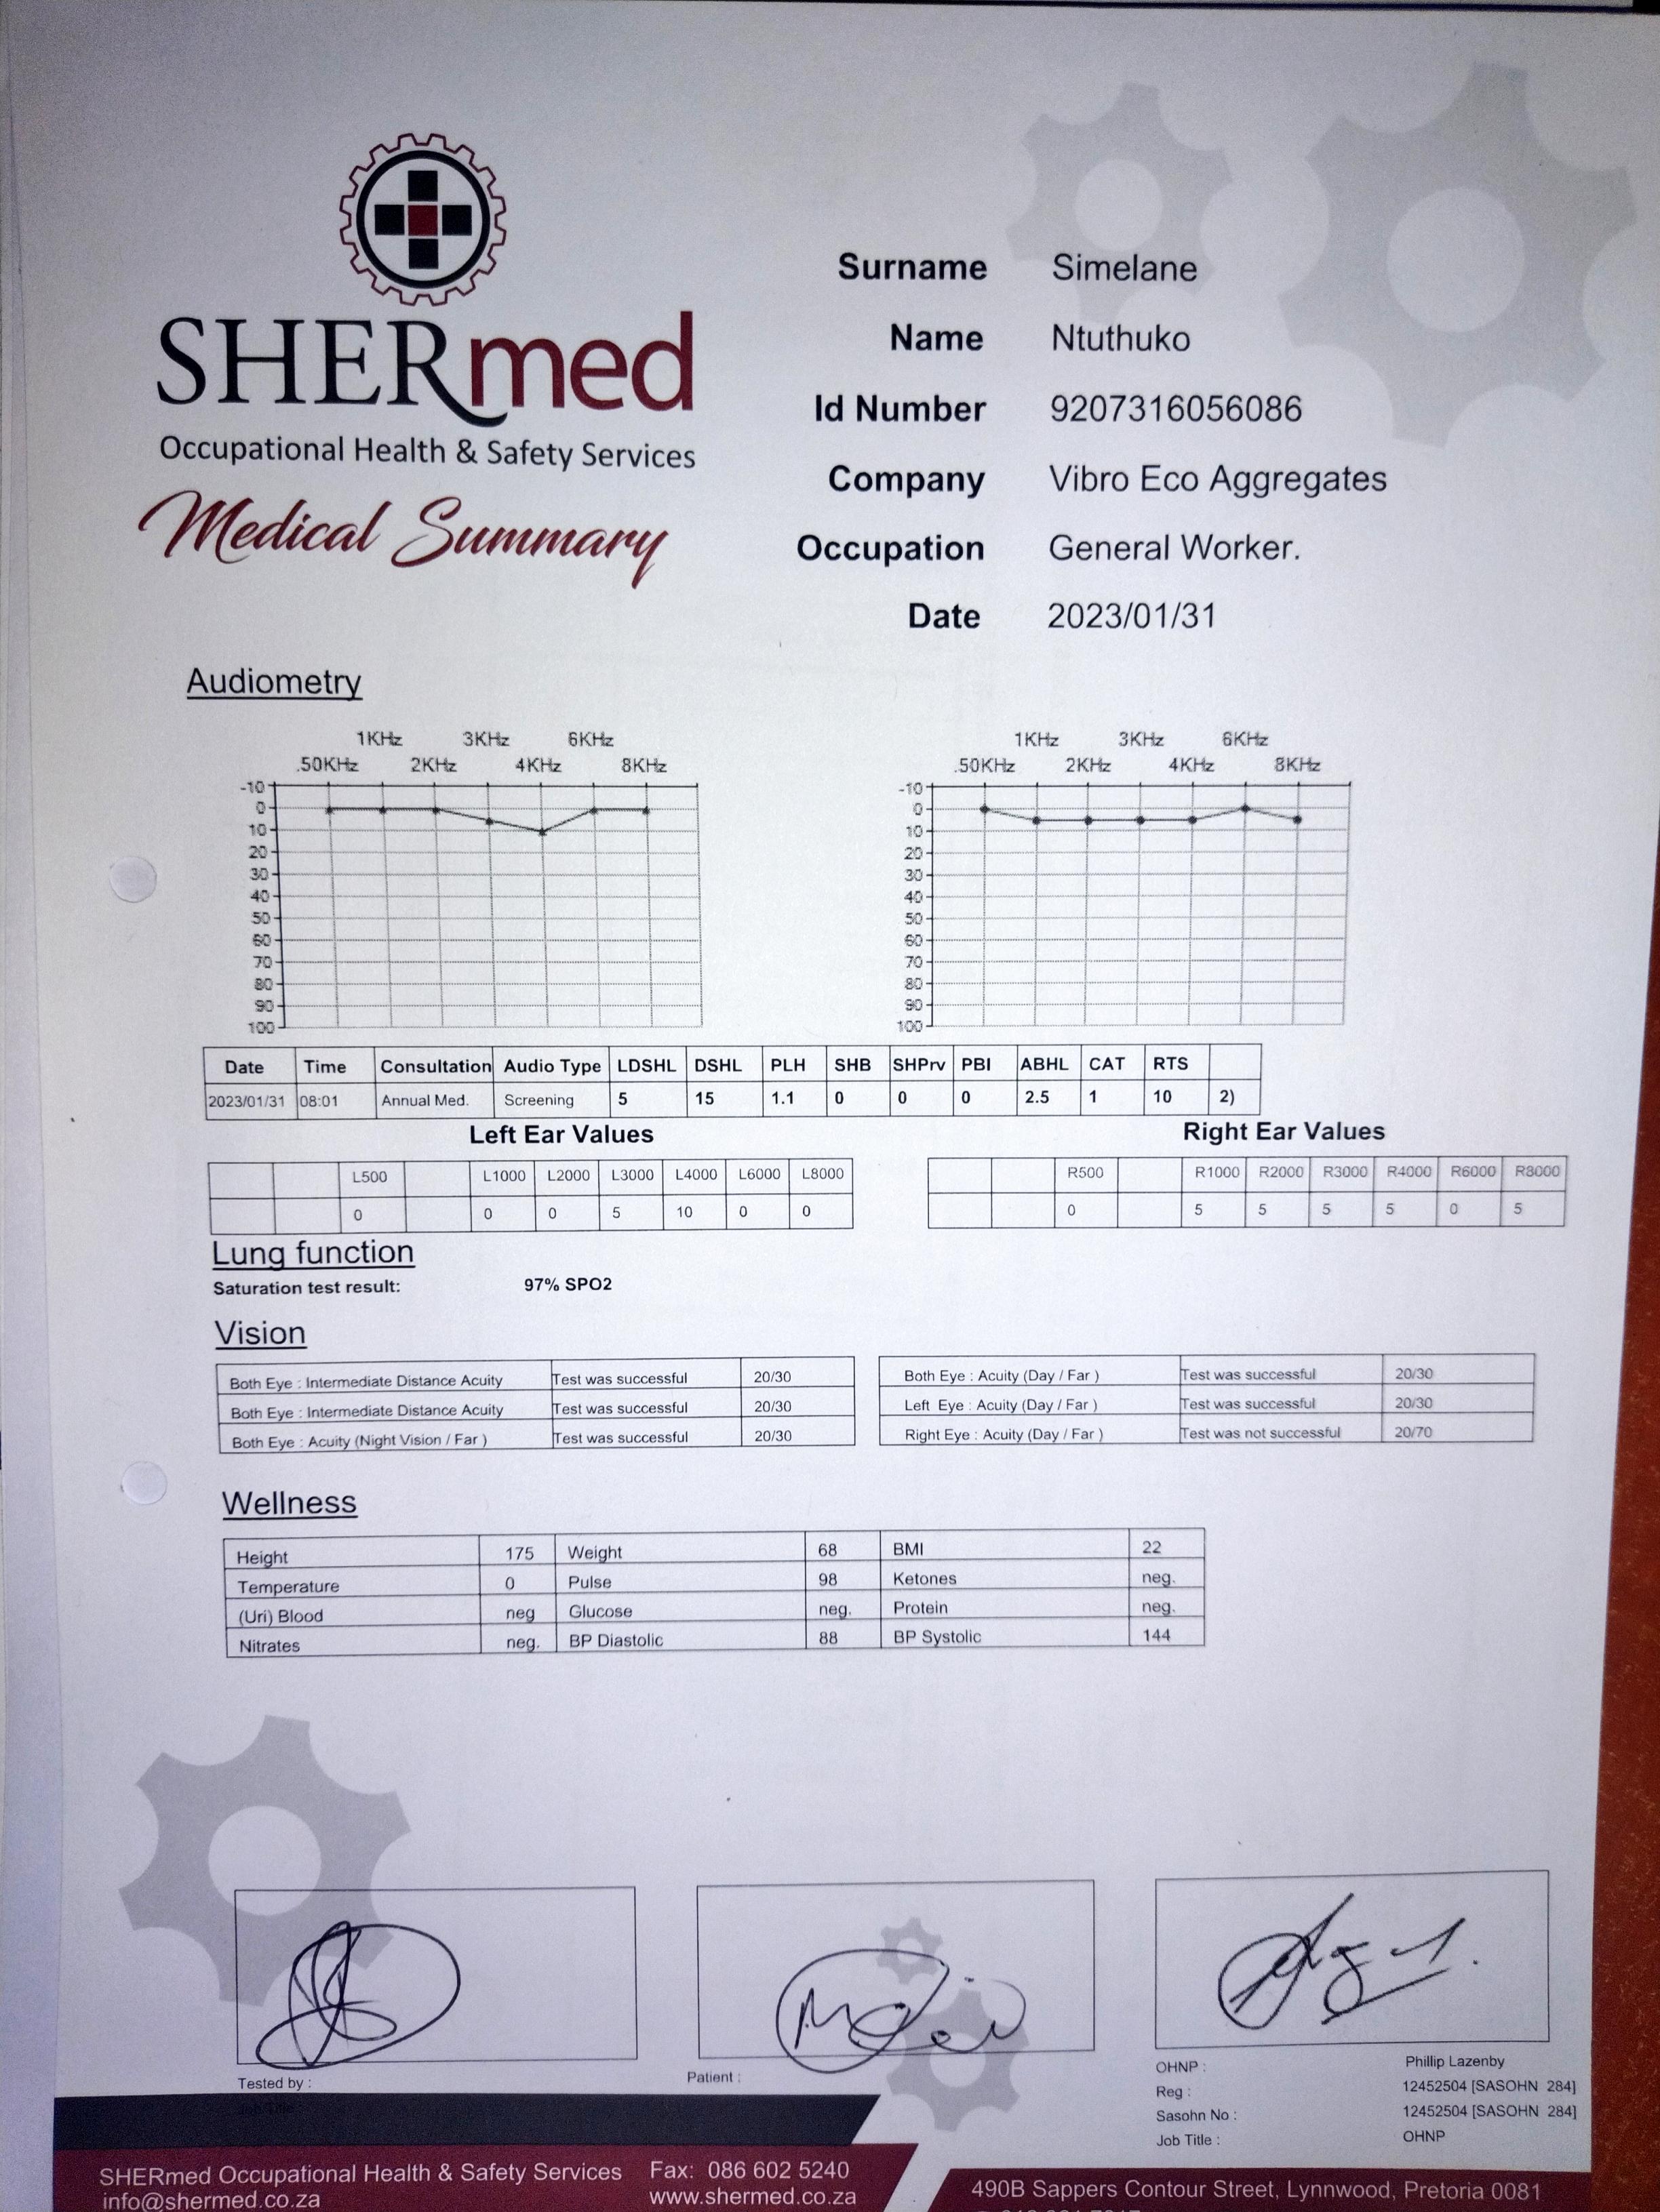 SHERmed
Occupational Health & Safety Services
Medical Summary
Surname Simelane
Name Ntuthuko
Id Number 9207316056086
Company Vibro Eco Aggregates
Occupation General Worker.
Date 2023/01/31
Audiometry
1KHz 3KHz 6KHz
.50KHz 2KHz 4KHz 8KHz
-10
0
10
20
30
40
50
60
70
80
90
100
1KHz 3KHz 6KHz
.50KHz 2KHz 4KHz 8KHz
-10
0
10
20
30
40
50
60
70
80
90
100
Date Time Consultation Audio Type LDSHL DSHL PLH SHB SHPrv PBI ABHL CAT RTS
2023/01/31 08:01 Annual Med. Screening 5 15 1.1 0 0 0 2.5 1 10 2)
Left Ear Values
L500 L1000 L2000 L3000 L4000 L6000 L8000
0 0 0 5 10 0 0
Right Ear Values
R500 R1000 R2000 R3000 R4000 R6000 R8000
0 5 5 5 5 0 5
Lung function
Saturation test result: 97% SPO2
Vision
Both Eye : Intermediate Distance Acuity Test was successful 20/30
Both Eye : Intermediate Distance Acuity Test was successful 20/30
Both Eye : Acuity (Night Vision / Far ) Test was successful 20/30
Both Eye : Acuity (Day / Far ) Test was successful 20/30
Left Eye : Acuity (Day / Far ) Test was successful 20/30
Right Eye : Acuity (Day / Far ) Test was not successful 20/70
Wellness
Height 175 Weight 68 BMI 22
Temperature 0 Pulse 98 Ketones neg.
(Uri) Blood neg Glucose neg. Protein neg.
Nitrates neg. BP Diastolic 88 BP Systolic 144
Tested by :
Patient :
OHNP : Phillip Lazenby
Reg : 12452504 [SASOHN 284]
Sasohn No : 12452504 [SASOHN 284]
Job Title : OHNP
SHERmed Occupational Health & Safety Services Fax: 086 602 5240
info@shermed.co.za www.shermed.co.za
490B Sappers Contour Street, Lynnwood, Pretoria 0081